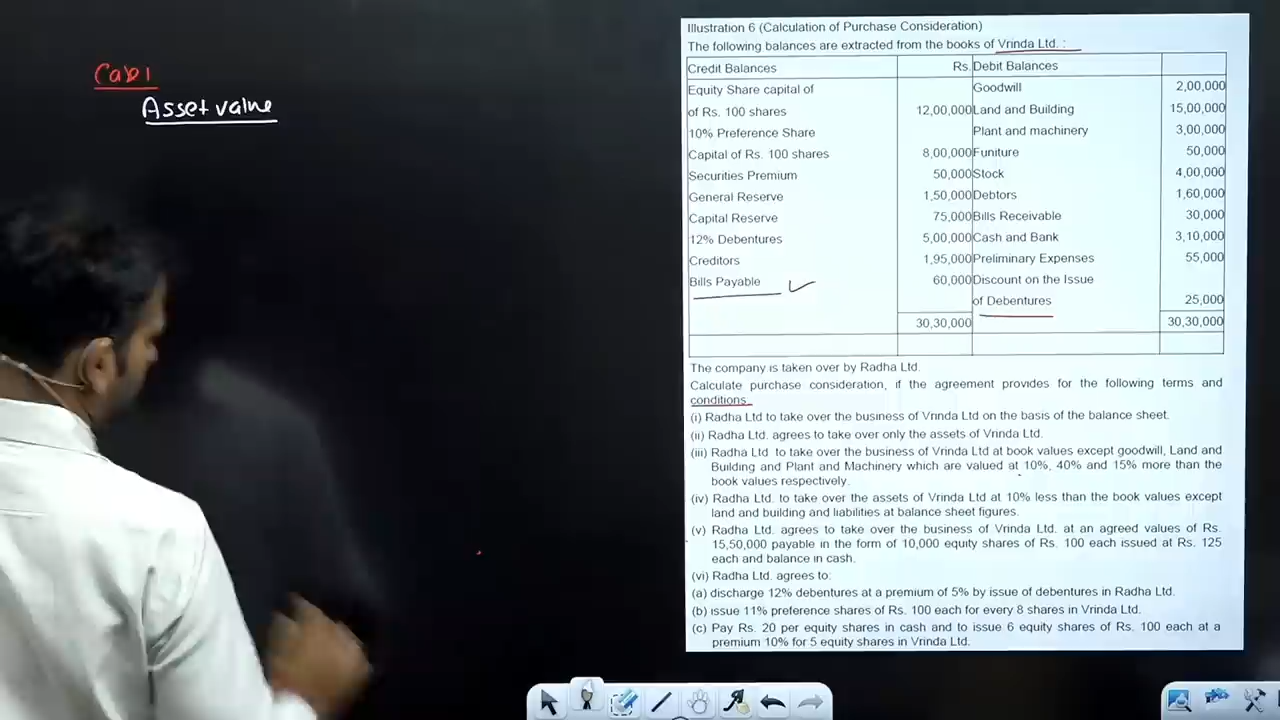 Cab 1
Asset value
Illustration 6 (Calculation of Purchase Consideration)
The following balances are extracted from the books of Vrinda Ltd. :
Credit Balances Rs. Debit Balances
Equity Share capital of Goodwill 2,00,000
of Rs. 100 shares 12,00,000 Land and Building 15,00,000
10% Preference Share Plant and machinery 3,00,000
Capital of Rs. 100 shares 8,00,000 Funiture 50,000
Securities Premium 50,000 Stock 4,00,000
General Reserve 1,50,000 Debtors 1,60,000
Capital Reserve 75,000 Bills Receivable 30,000
12% Debentures 5,00,000 Cash and Bank 3,10,000
Creditors 1,95,000 Preliminary Expenses 55,000
Bills Payable 60,000 Discount on the Issue
of Debentures 25,000
30,30,000 30,30,000
The company is taken over by Radha Ltd.
Calculate purchase consideration, if the agreement provides for the following terms and
conditions
(i) Radha Ltd to take over the business of Vrinda Ltd on the basis of the balance sheet.
(ii) Radha Ltd. agrees to take over only the assets of Vrinda Ltd.
(iii) Radha Ltd to take over the business of Vrinda Ltd at book values except goodwill, Land and
Building and Plant and Machinery which are valued at 10%, 40% and 15% more than the
book values respectively.
(iv) Radha Ltd. to take over the assets of Vrinda Ltd at 10% less than the book values except
land and building and liabilities at balance sheet figures.
(v) Radha Ltd. agrees to take over the business of Vrinda Ltd. at an agreed values of Rs.
15,50,000 payable in the form of 10,000 equity shares of Rs. 100 each issued at Rs. 125
each and balance in cash.
(vi) Radha Ltd. agrees to:
(a) discharge 12% debentures at a premium of 5% by issue of debentures in Radha Ltd.
(b) issue 11% preference shares of Rs. 100 each for every 8 shares in Vrinda Ltd.
(c) Pay Rs. 20 per equity shares in cash and to issue 6 equity shares of Rs. 100 each at a
premium 10% for 5 equity shares in Vrinda Ltd.